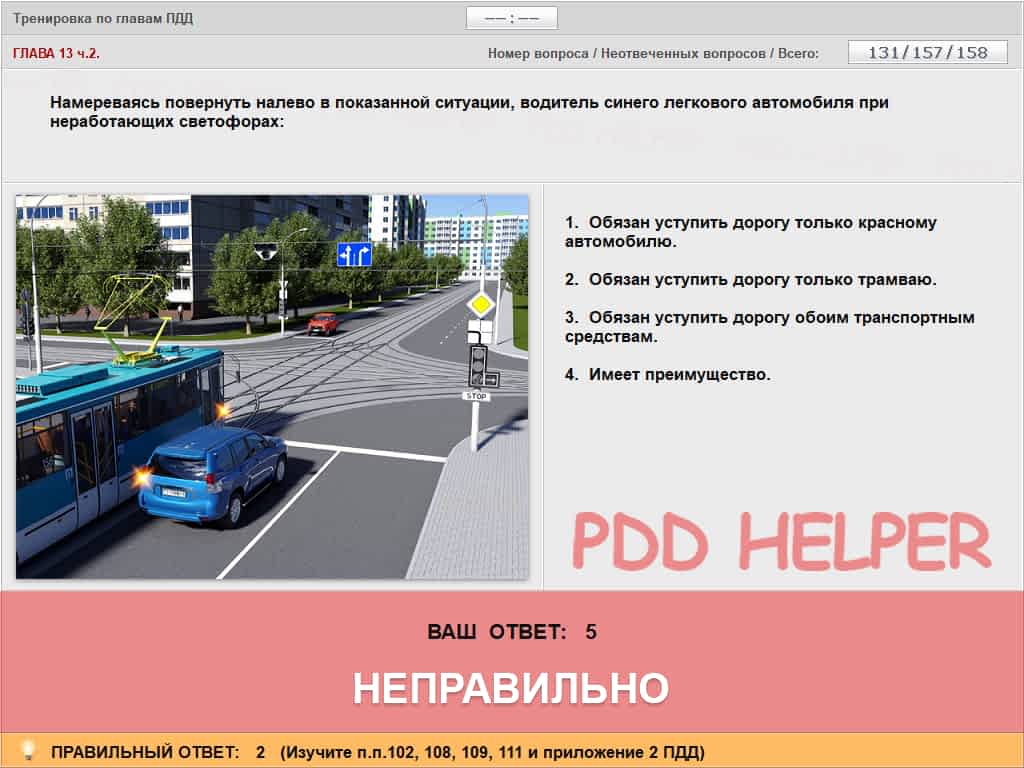 Тренировка по главам ПДД
—— : ——
ГЛАВА 13 ч.2.
Номер вопроса / Неотвеченных вопросов / Всего:
131/157/158
Намереваясь повернуть налево в показанной ситуации, водитель синего легкового автомобиля при
неработающих светофорах:
STOP
1. Обязан уступить дорогу только красному
автомобилю.
2. Обязан уступить дорогу только трамваю.
3. Обязан уступить дорогу обоим транспортным
средствам.
4. Имеет преимущество.
PDD HELPER
ВАШ ОТВЕТ: 5
НЕПРАВИЛЬНО
ПРАВИЛЬНЫЙ ОТВЕТ: 2 (Изучите п.п.102, 108, 109, 111 и приложение 2 ПДД)